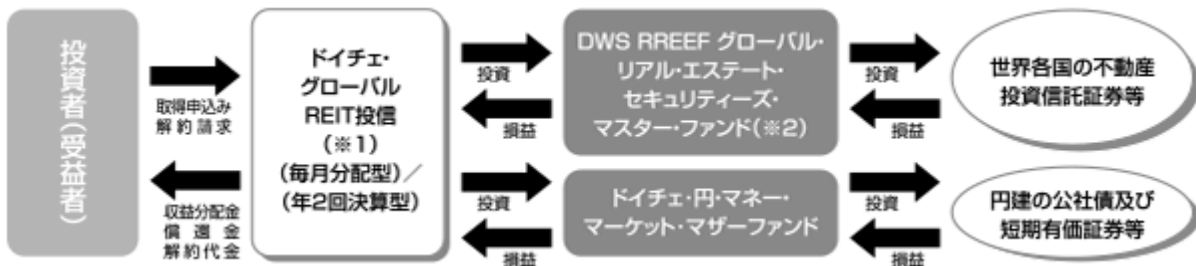 投資者(受益者)
取得申込み
解約請求
収益分配金
償還金
解約代金
ドイチェ・
グローバル
REIT投信
(※1)
(毎月分配型)/
(年2回決算型)
投資
損益
投資
損益
DWS RREEF グローバル・
リアル・エステート・
セキュリティーズ・
マスター・ファンド(※2)
ドイチェ・円・マネー・
マーケット・マザーファンド
投資
損益
投資
損益
世界各国の不動産
投資信託証券等
円建の公社債及び
短期有価証券等